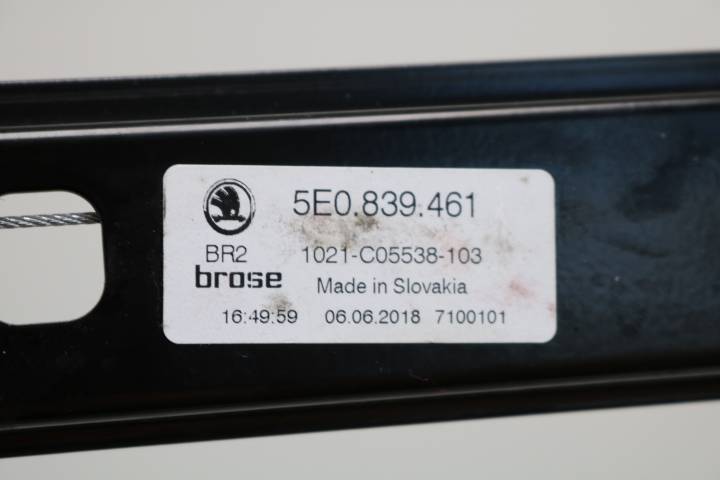 5E0.839.461
BR2 1021-C05538-103
brose Made in Slovakia
16:49:59 06.06.2018 7100101